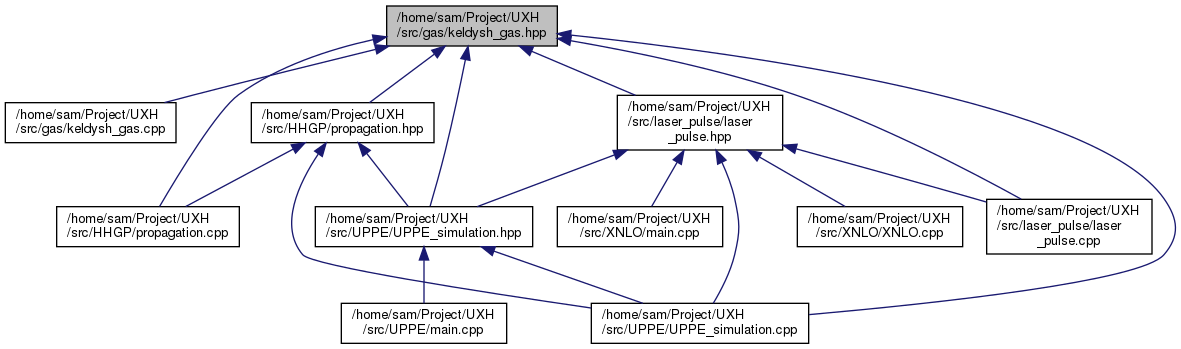 /home/sam/Project/UXH
/src/gas/keldysh_gas.hpp
/home/sam/Project/UXH
/src/gas/keldysh_gas.cpp
/home/sam/Project/UXH
/src/HHGP/propagation.hpp
/home/sam/Project/UXH
/src/laser_pulse/laser
_pulse.hpp
/home/sam/Project/UXH
/src/HHGP/propagation.cpp
/home/sam/Project/UXH
/src/UPPE/UPPE_simulation.hpp
/home/sam/Project/UXH
/src/XNLO/main.cpp
/home/sam/Project/UXH
/src/XNLO/XNLO.cpp
/home/sam/Project/UXH
/src/laser_pulse/laser
_pulse.cpp
/home/sam/Project/UXH
/src/UPPE/main.cpp
/home/sam/Project/UXH
/src/UPPE/UPPE_simulation.cpp